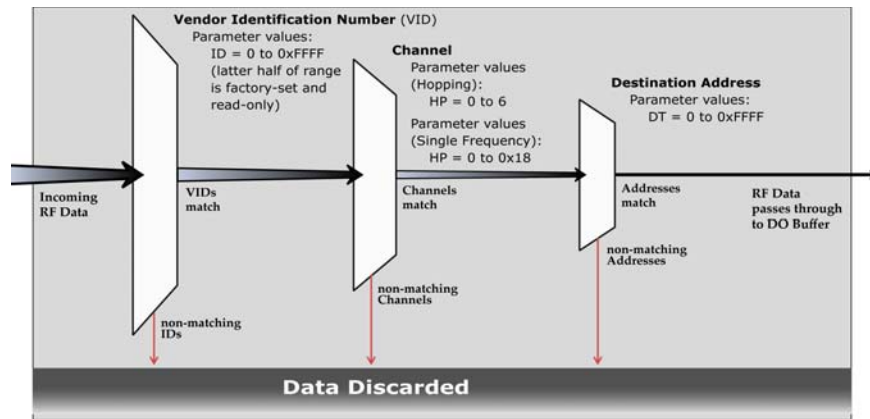 Vendor Identification Number (VID)
Parameter values:
ID = 0 to 0xFFFF
(latter half of range
is factory-set and
read-only)
Channel
Parameter values
(Hopping):
HP = 0 to 6
Parameter values
(Single Frequency):
HP = 0 to 0x18
Destination Address
Parameter values:
DT = 0 to 0xFFFF
Incoming
RF Data
VIDs
match
Channels
match
Addresses
match
RF Data
passes through
to DO Buffer
non-matching
IDs
non-matching
Channels
non-matching
Addresses
Data Discarded